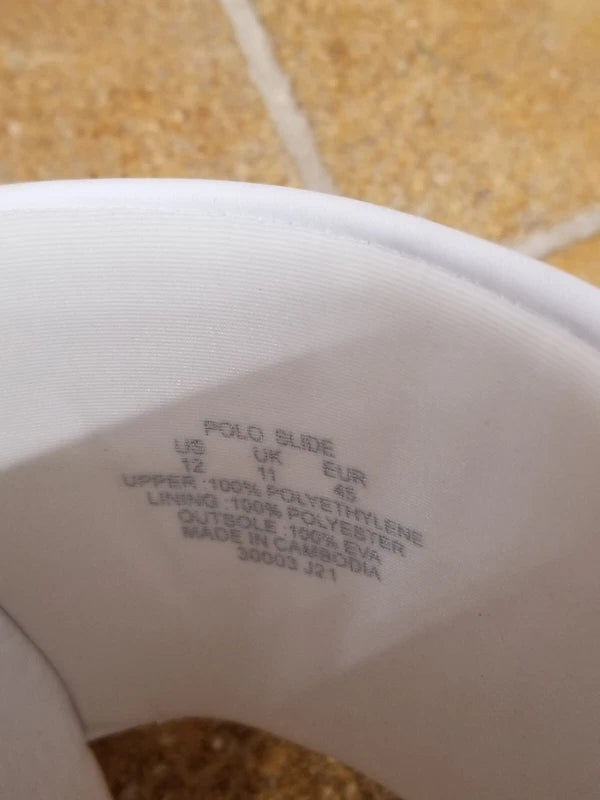 POLO SLIDE
US UK EUR
12 11 45
UPPER :100% POLYETHYLENE
LINING :100% POLYESTER
OUTSOLE :100% EVA
MADE IN CAMBODIA
30003 J21